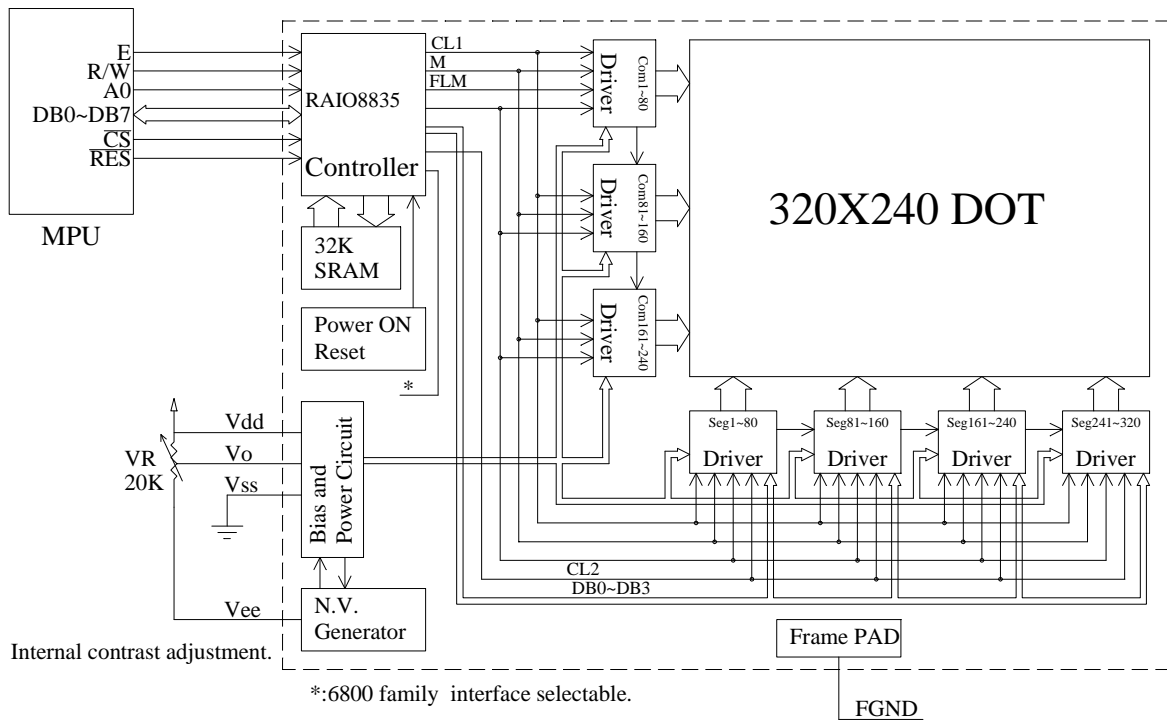 E
R/W
A0
DB0~DB7
CS
RES
MPU
RAIO8835
Controller
CL1
M
FLM
Driver
Com1~80
Driver
Com81~160
Driver
Com161~240
320X240 DOT
32K
SRAM
Power ON
Reset
*
Vdd
Vo
Vss
Vee
VR
20K
Bias and
Power Circuit
N.V.
Generator
Seg1~80
Driver
Seg81~160
Driver
Seg161~240
Driver
Seg241~320
Driver
CL2
DB0~DB3
Frame PAD
FGND
Internal contrast adjustment.
*:6800 family interface selectable.